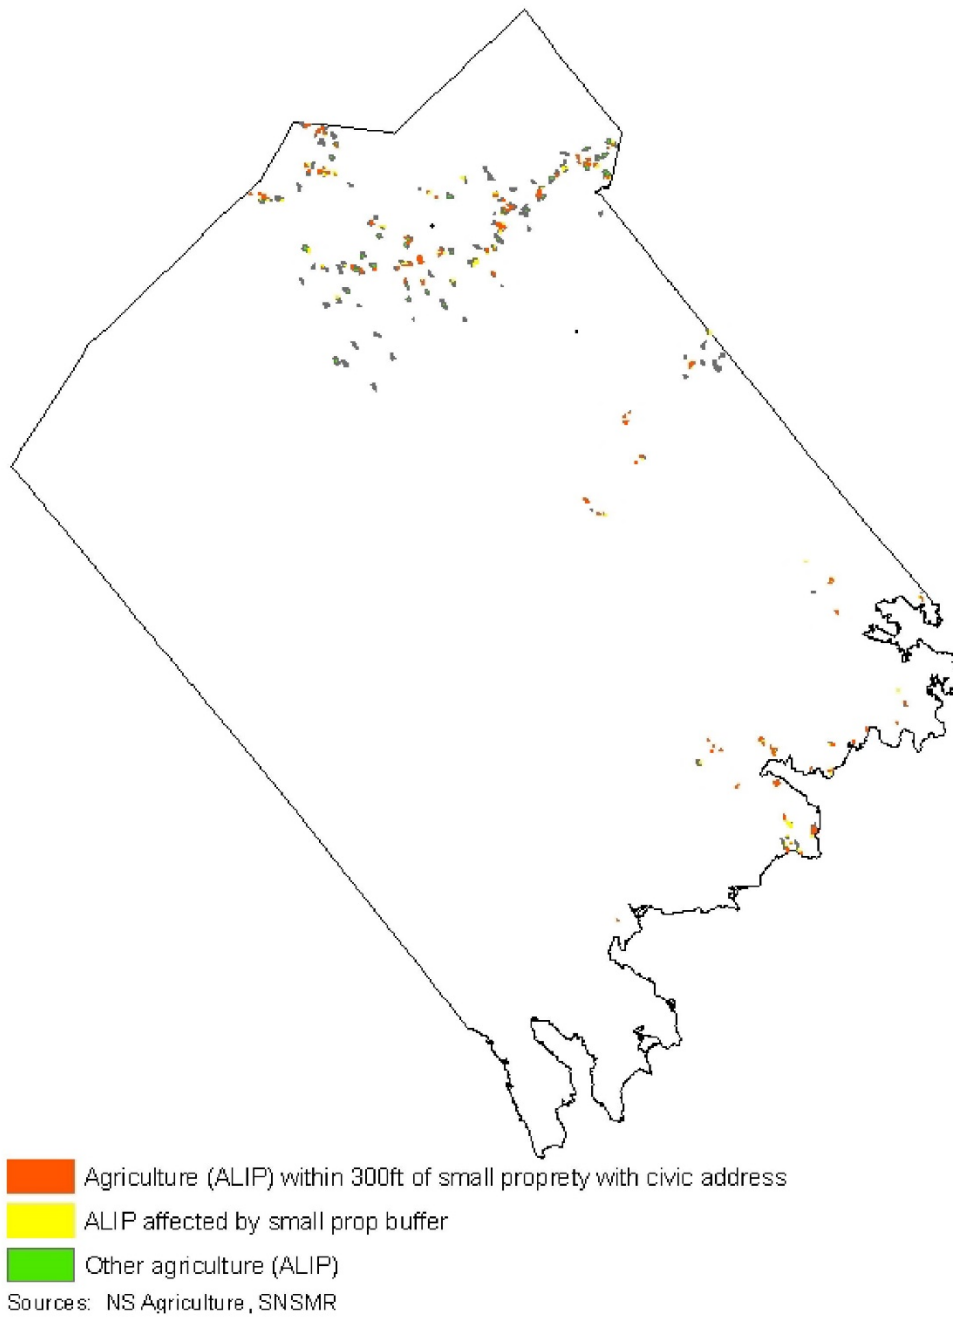 Agriculture (ALIP) within 300ft of small proprety with civic address
ALIP affected by small prop buffer
Other agriculture (ALIP)
Sources: NS Agriculture, SNSMR